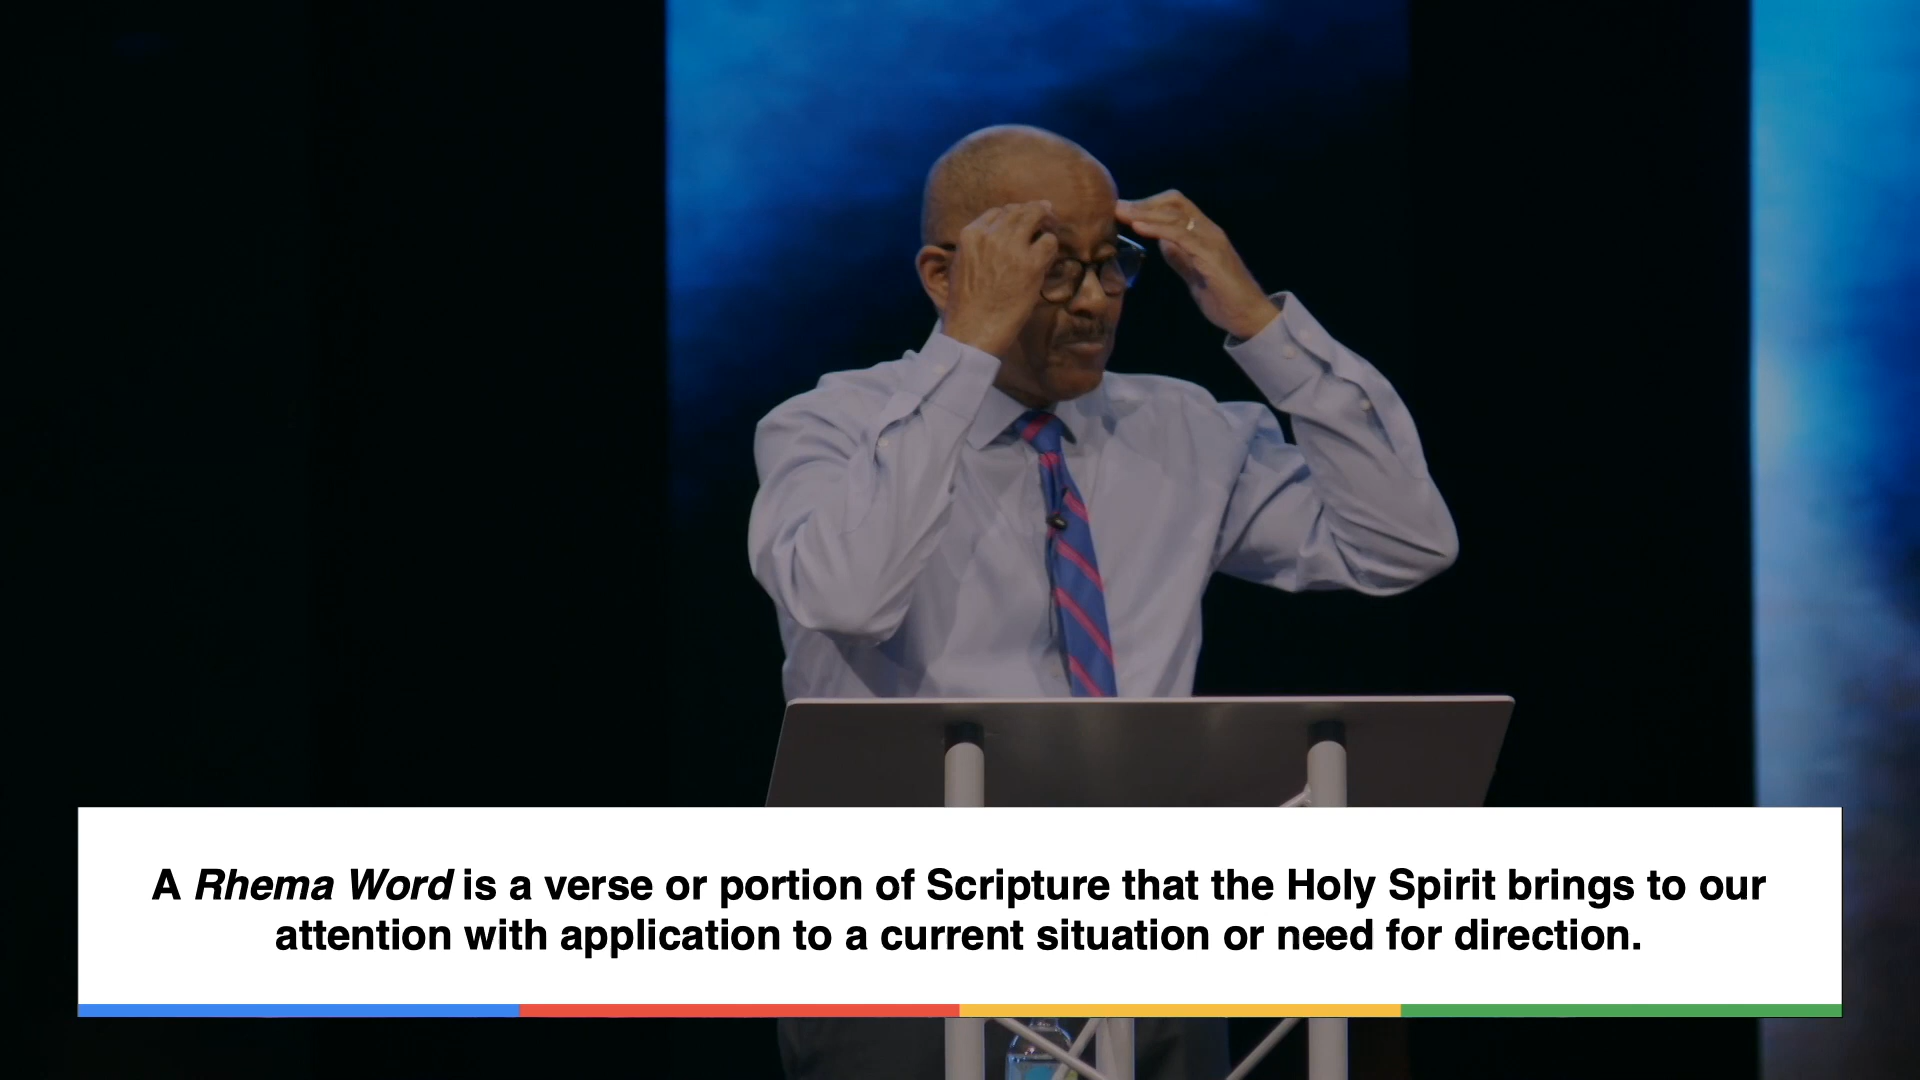 A Rhema Word is a verse or portion of Scripture that the Holy Spirit brings to our
attention with application to a current situation or need for direction.